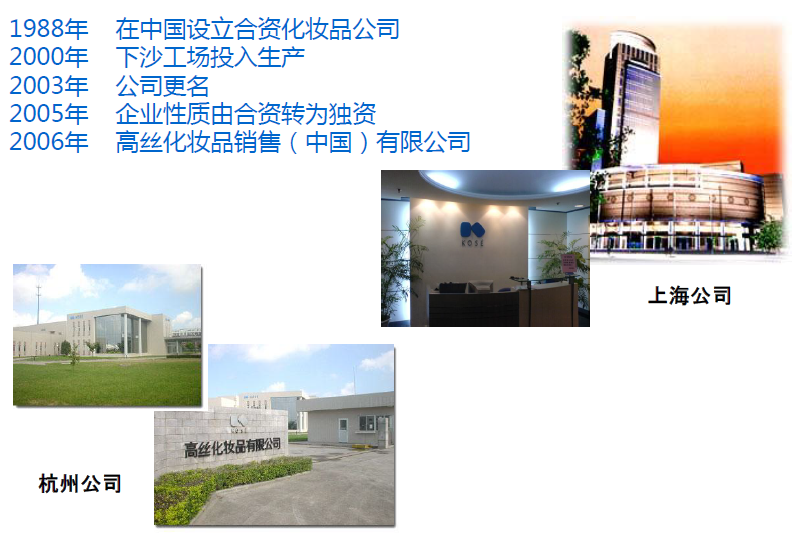 1988年 在中国设立合资化妆品公司
2000年 下沙工场投入生产
2003年 公司更名
2005年 企业性质由合资转为独资
2006年 高丝化妆品销售（中国）有限公司
KOSÉ
上海公司
KOSÉ
高丝化妆品有限公司
杭州公司